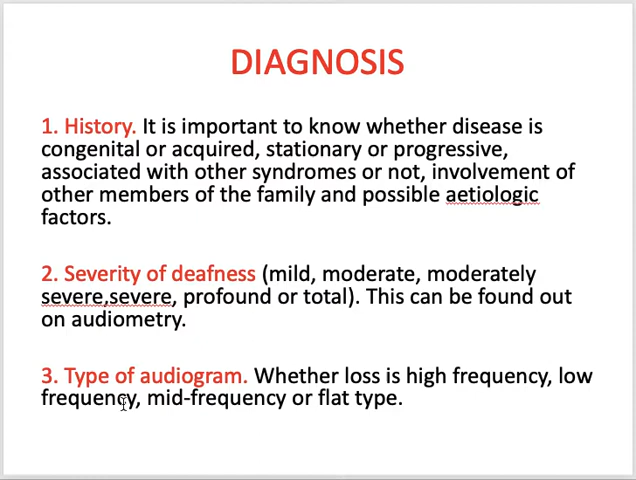 DIAGNOSIS
1. History. It is important to know whether disease is
congenital or acquired, stationary or progressive,
associated with other syndromes or not, involvement of
other members of the family and possible aetiologic
factors.
2. Severity of deafness (mild, moderate, moderately
severe,severe, profound or total). This can be found out
on audiometry.
3. Type of audiogram. Whether loss is high frequency, low
frequency, mid-frequency or flat type.